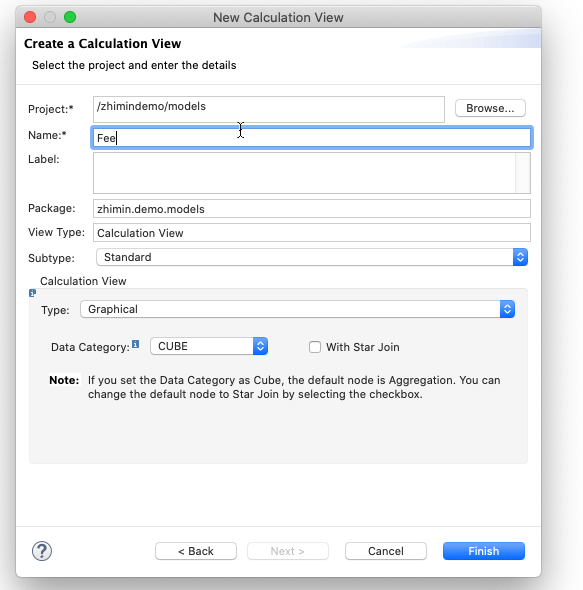 New Calculation View
Create a Calculation View
Select the project and enter the details
Project:* /zhimindemo/models Browse...
Name:* Fee
Label:
Package: zhimin.demo.models
View Type: Calculation View
Subtype: Standard
Calculation View
Type: Graphical
Data Category: CUBE With Star Join
Note: If you set the Data Category as Cube, the default node is Aggregation. You can
change the default node to Star Join by selecting the checkbox.
? < Back Next > Cancel Finish